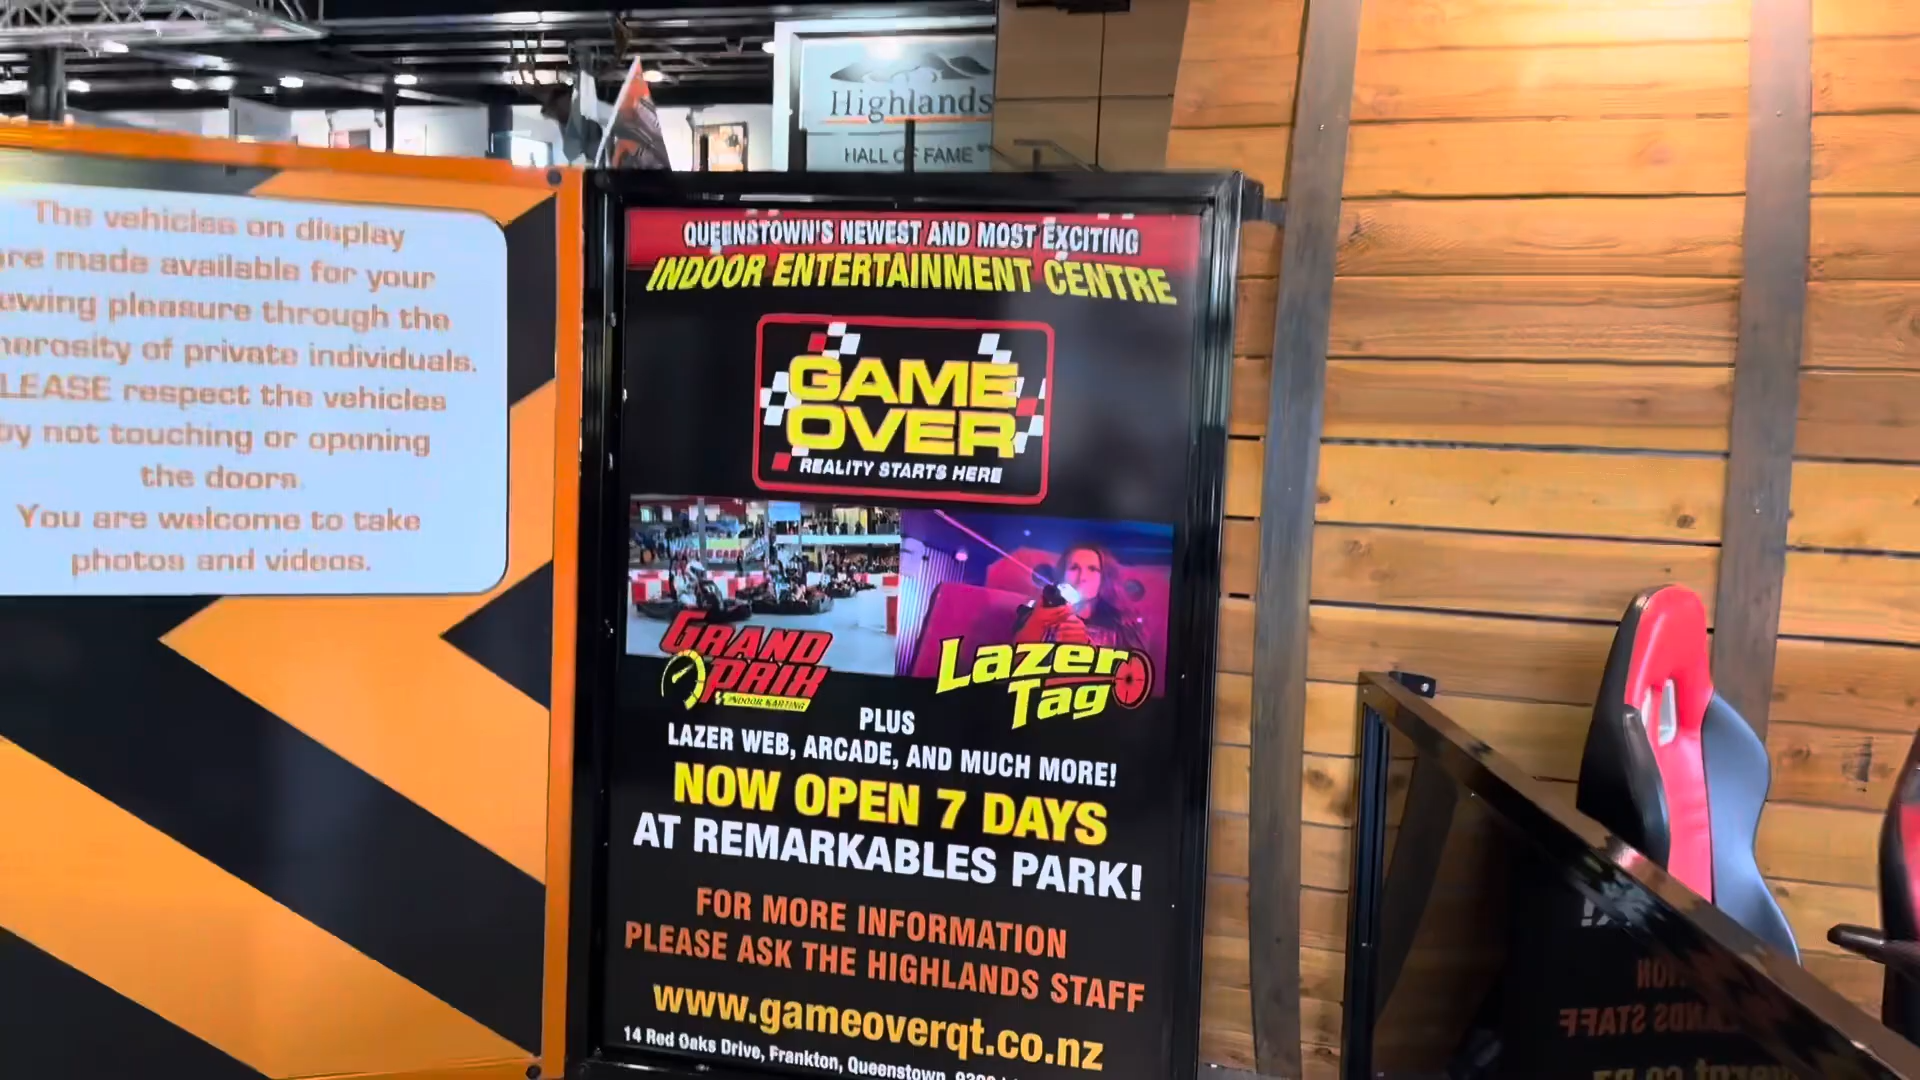 Highlands
HALL OF FAME
The vehicles on display
are made available for your
ewing pleasure through the
nerosity of private individuals.
LEASE respect the vehicles
by not touching or opening
the doors.
You are welcome to take
photos and videos.
QUEENSTOWN'S NEWEST AND MOST EXCITING
INDOOR ENTERTAINMENT CENTRE
GAME
OVER
REALITY STARTS HERE
GRAND
PRIX
INDOOR KARTING
Lazer
Tag
PLUS
LAZER WEB, ARCADE, AND MUCH MORE!
NOW OPEN 7 DAYS
AT REMARKABLES PARK!
FOR MORE INFORMATION
PLEASE ASK THE HIGHLANDS STAFF
www.gameoverqt.co.nz
14 Red Oaks Drive, Frankton, Queenstown